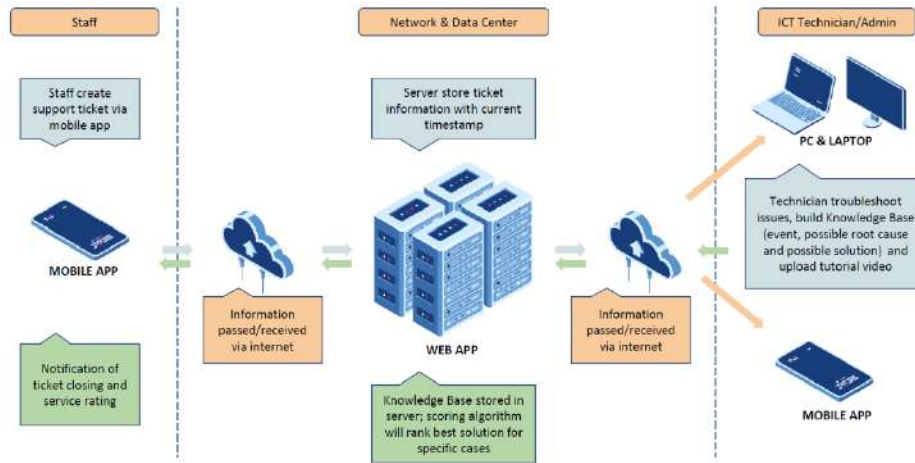 Staff
Network & Data Center
ICT Technician/Admin
Staff create
support ticket via
mobile app
Server store ticket
information with current
timestamp
PC & LAPTOP
Technician troubleshoot
issues, build Knowledge Base
(event, possible root cause
and possible solution) and
upload tutorial video
MOBILE APP
Information
passed/received
via internet
WEB APP
Information
passed/received
via internet
Notification of
ticket closing and
service rating
Knowledge Base stored in
server; scoring algorithm
will rank best solution for
specific cases
MOBILE APP